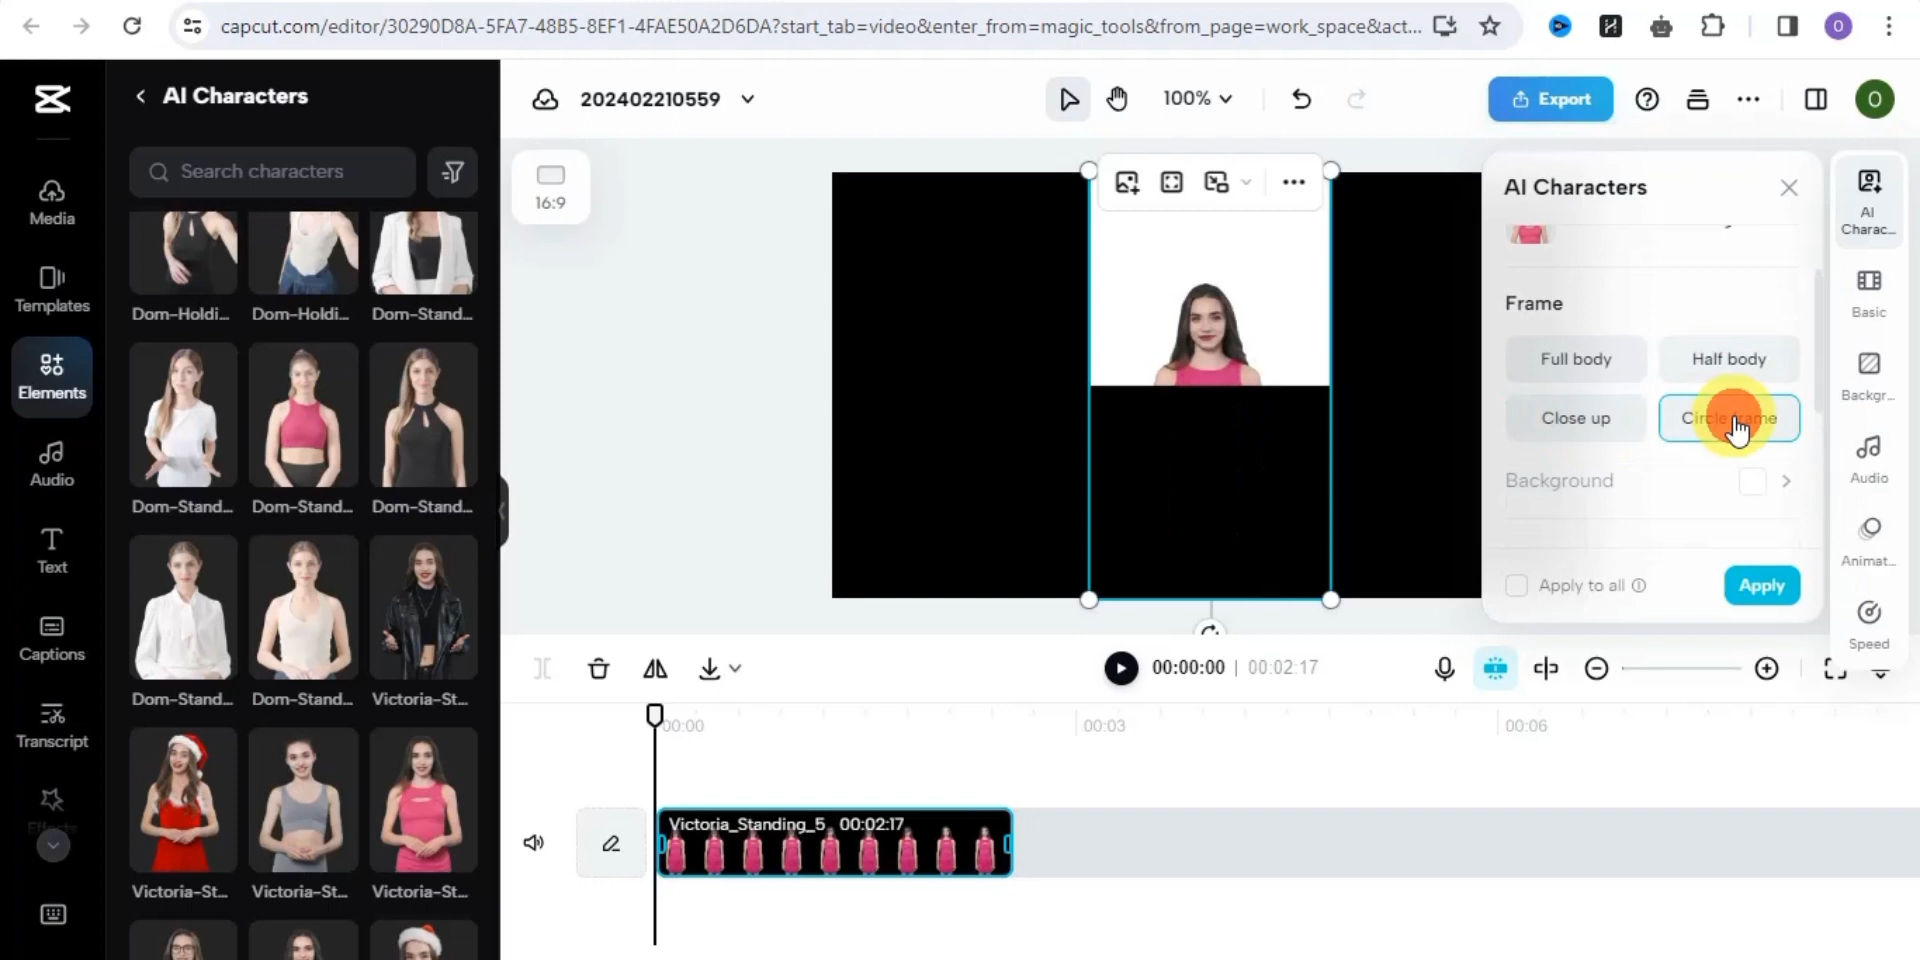 capcut.com/editor/30290D8A-5FA7-48B5-8EF1-4FAE50A2D6DA?start_tab=video&enter_from=magic_tools&from_page=work_space&act...
O
AI Characters
202402210559
100%
Export
O
Search characters
Media
Templates
Elements
Audio
Text
Captions
Transcript
Effects
Dom-Holdi...
Dom-Holdi...
Dom-Stand...
Dom-Stand...
Dom-Stand...
Dom-Stand...
Dom-Stand...
Dom-Stand...
Victoria-St...
Victoria-St...
Victoria-St...
Victoria-St...
16:9
AI Characters
Frame
Full body
Half body
Close up
Circle frame
Background
Apply to all
Apply
AI
Charac...
Basic
Backgr...
Audio
Animat...
Speed
00:00:00 | 00:02:17
00:00
00:03
00:06
Victoria_Standing_5 00:02:17